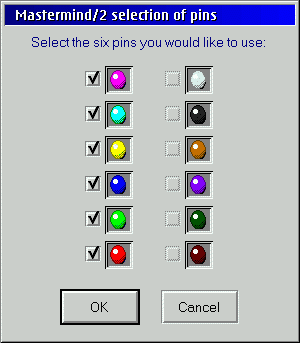 Mastermind/2 selection of pins
Select the six pins you would like to use:
OK
Cancel